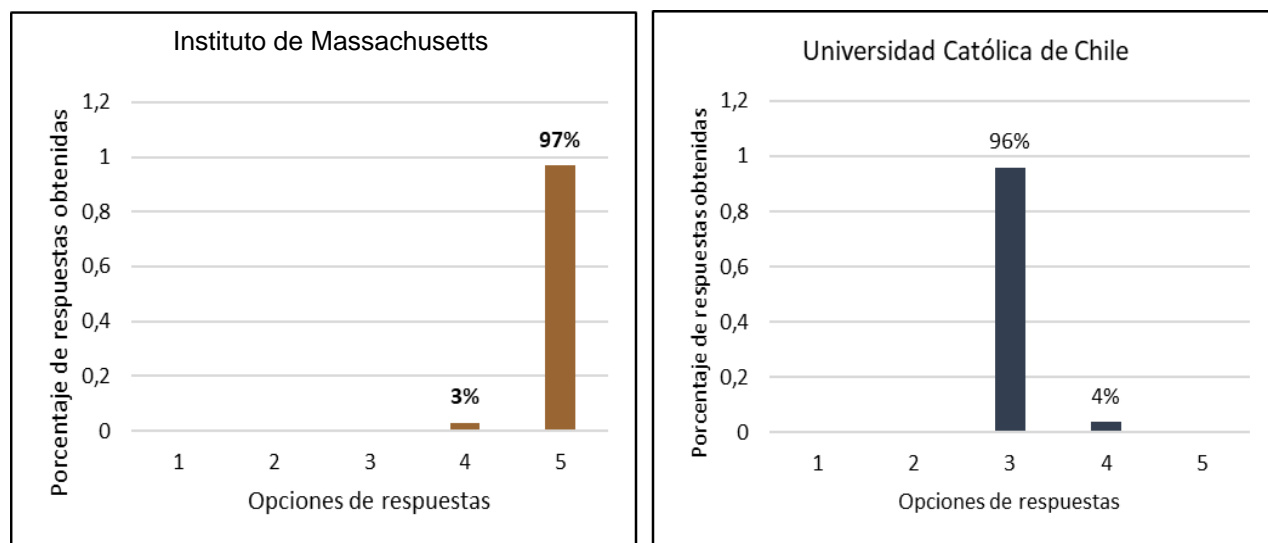 Instituto de Massachusetts
Porcentaje de respuestas obtenidas
1,2
1
0,8
0,6
0,4
0,2
0
97%
3%
1 2 3 4 5
Opciones de respuestas
Universidad Católica de Chile
Porcentaje de respuestas obtenidas
1,2
1
0,8
0,6
0,4
0,2
0
96%
4%
1 2 3 4 5
Opciones de respuestas